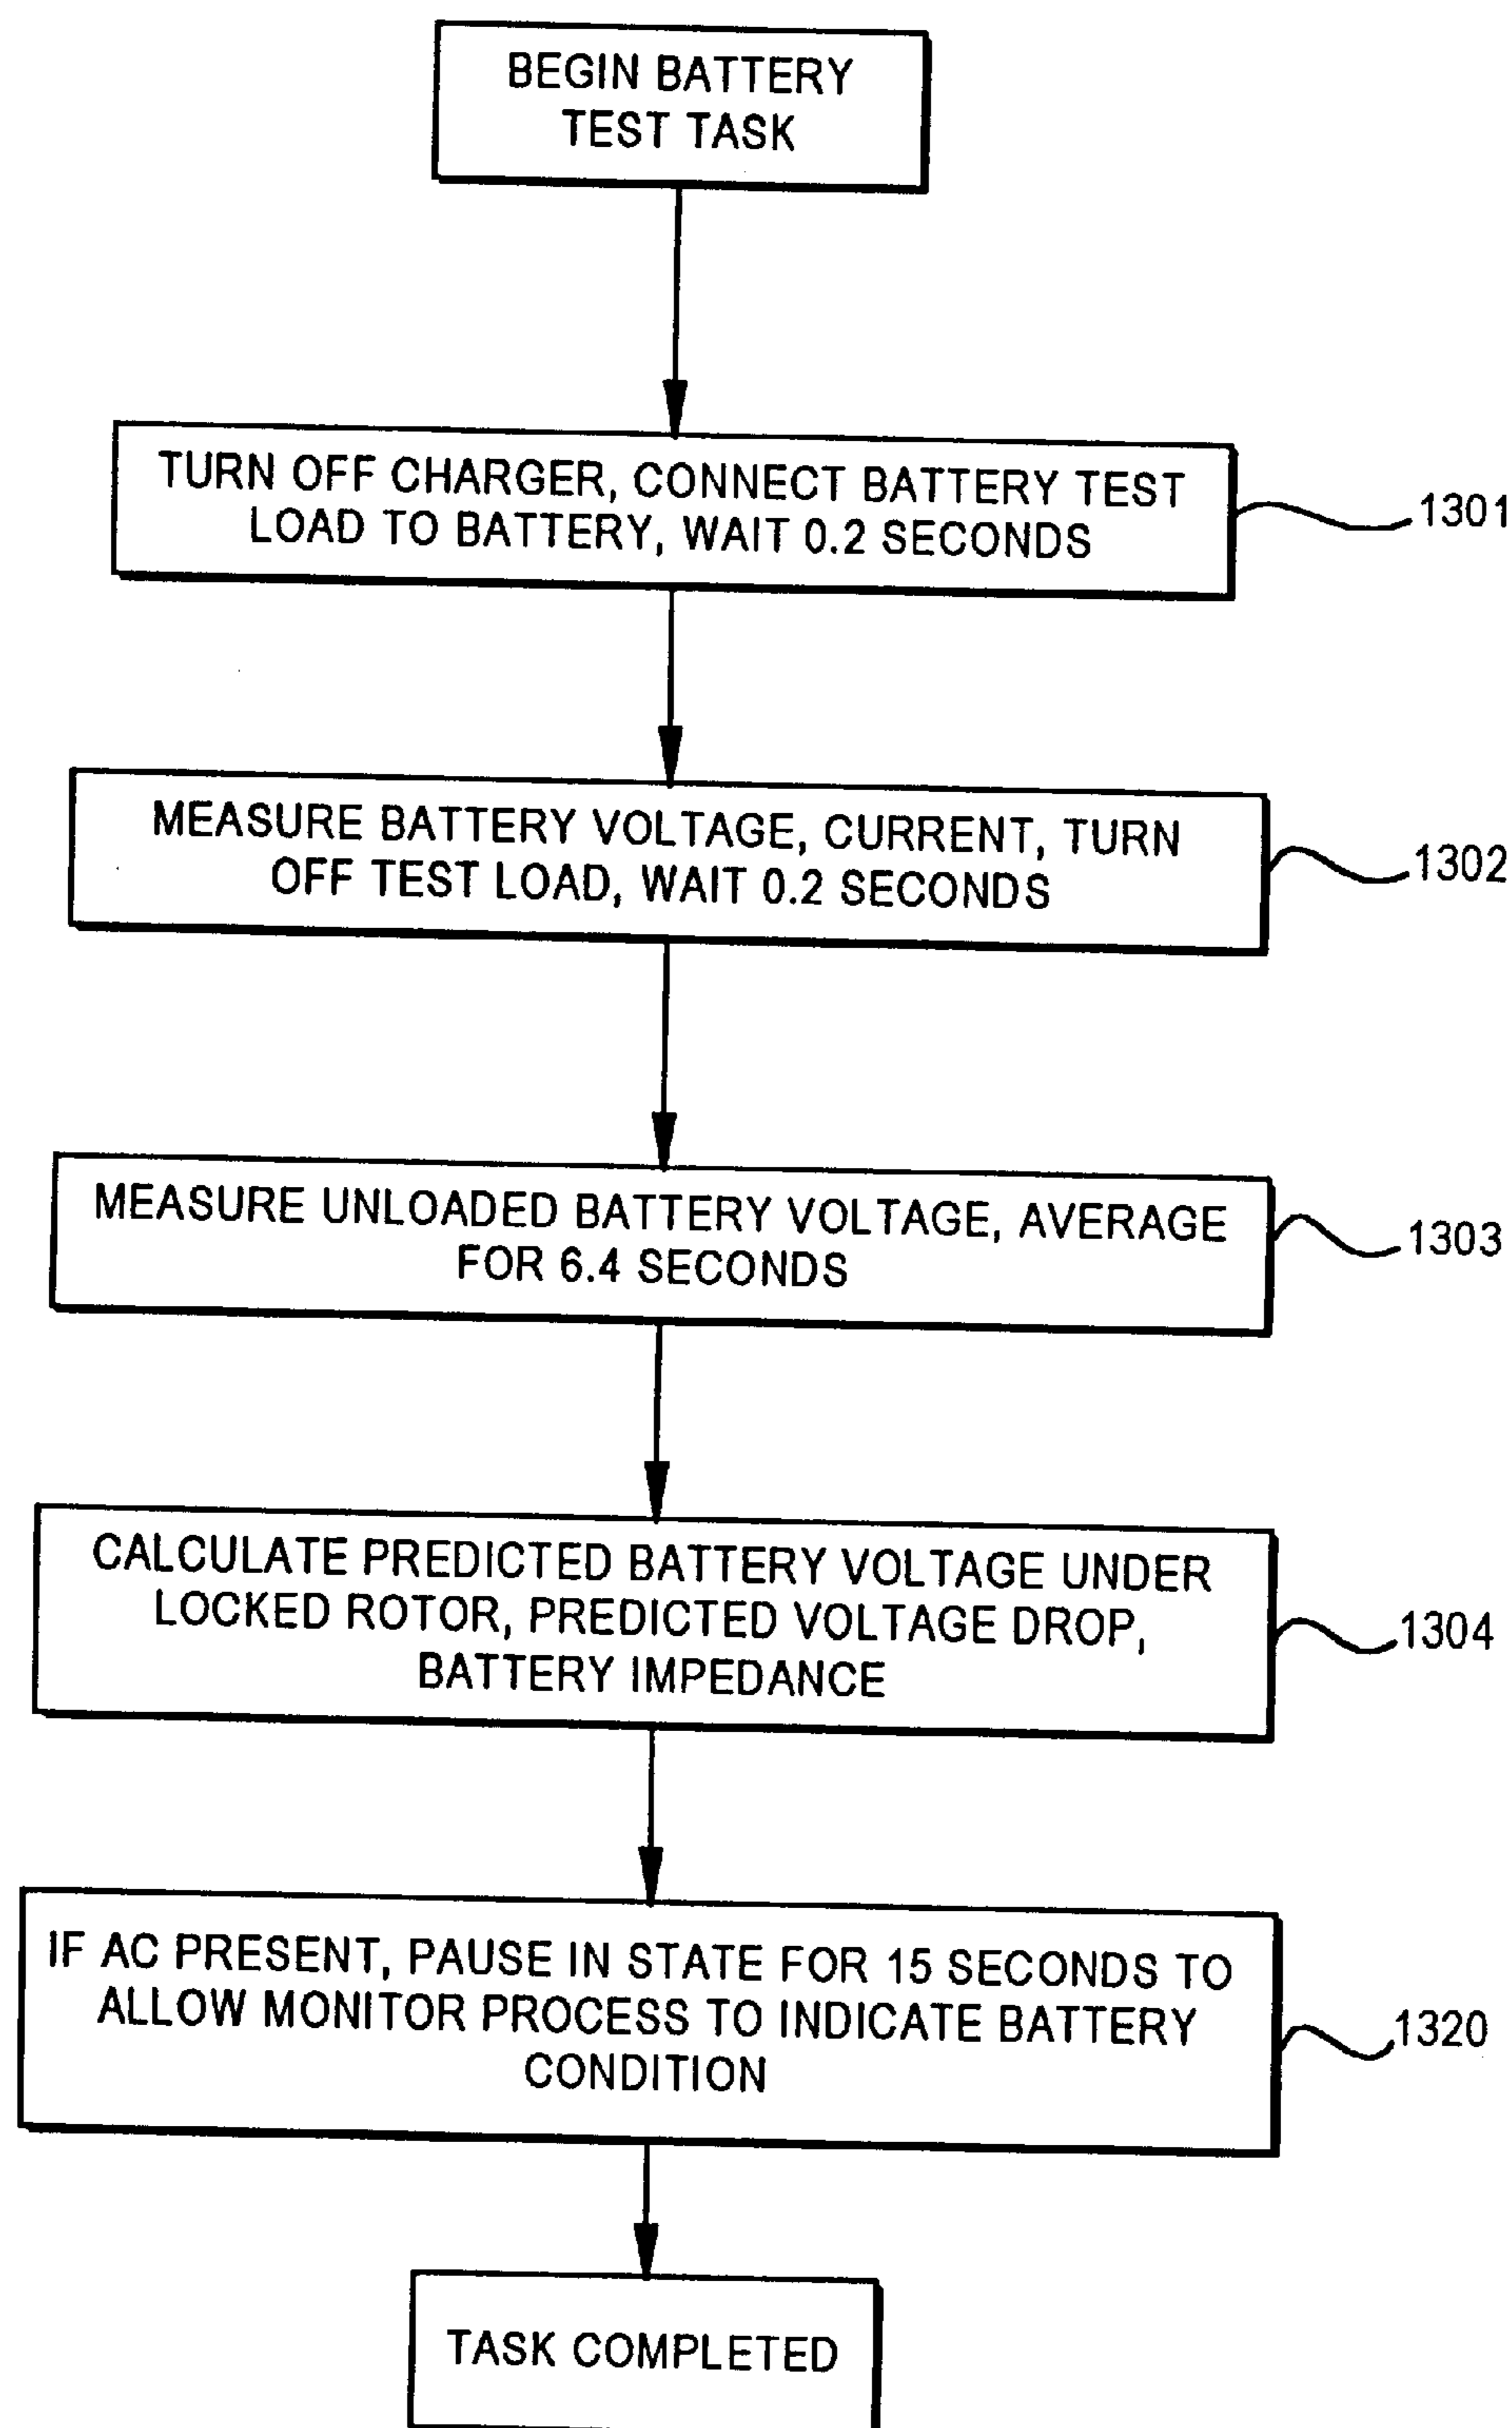 BEGIN BATTERY
TEST TASK
TURN OFF CHARGER, CONNECT BATTERY TEST
LOAD TO BATTERY, WAIT 0.2 SECONDS
1301
MEASURE BATTERY VOLTAGE, CURRENT, TURN
OFF TEST LOAD, WAIT 0.2 SECONDS
1302
MEASURE UNLOADED BATTERY VOLTAGE, AVERAGE
FOR 6.4 SECONDS
1303
CALCULATE PREDICTED BATTERY VOLTAGE UNDER
LOCKED ROTOR, PREDICTED VOLTAGE DROP,
BATTERY IMPEDANCE
1304
IF AC PRESENT, PAUSE IN STATE FOR 15 SECONDS TO
ALLOW MONITOR PROCESS TO INDICATE BATTERY
CONDITION
1320
TASK COMPLETED